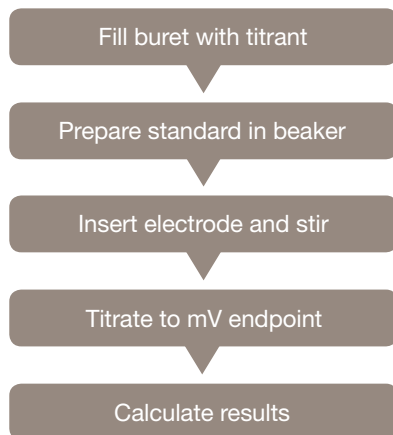 Fill buret with titrant
Prepare standard in beaker
Insert electrode and stir
Titrate to mV endpoint
Calculate results